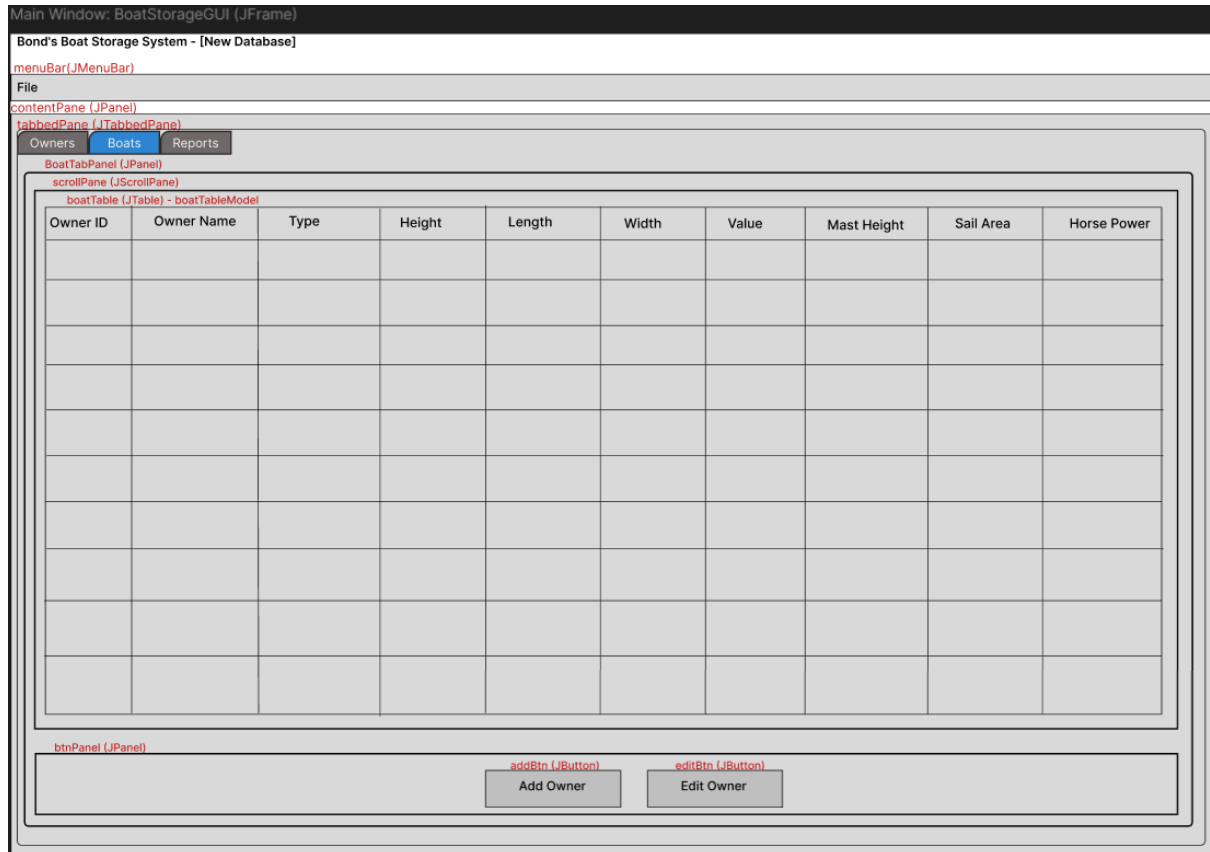 Main Window: BoatStorageGUI (JFrame)
Bond's Boat Storage System - [New Database]
menuBar(JMenuBar)
File
contentPane (JPanel)
tabbedPane (JTabbedPane)
Owners Boats Reports
BoatTabPanel (JPanel)
scrollPane (JScrollPane)
boatTable (JTable) - boatTableModel
Owner ID Owner Name Type Height Length Width Value Mast Height Sail Area Horse Power
btnPanel (JPanel)
addBtn (JButton) editBtn (JButton)
Add Owner Edit Owner